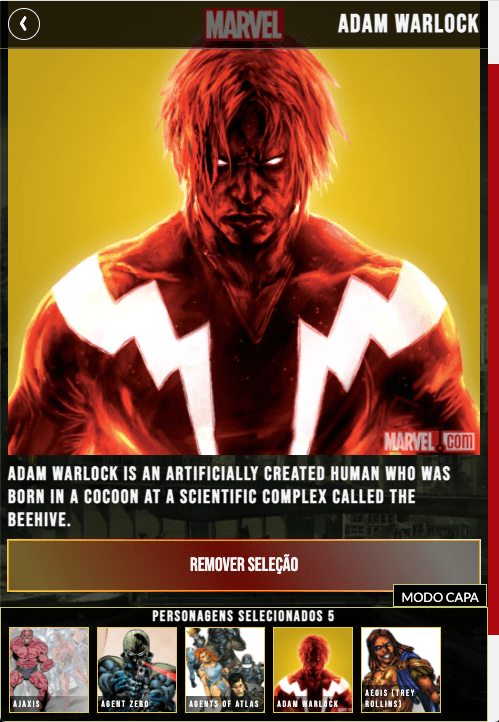 MARVEL
ADAM WARLOCK
MARVEL.com
ADAM WARLOCK IS AN ARTIFICIALLY CREATED HUMAN WHO WAS
BORN IN A COCOON AT A SCIENTIFIC COMPLEX CALLED THE
BEEHIVE.
REMOVER SELEÇÃO
MODO CAPA
PERSONAGENS SELECIONADOS 5
AJAXIS
AGENT ZERO
AGENTS OF ATLAS
ADAM WARLOCK
AEGIS (TREY
ROLLINS)